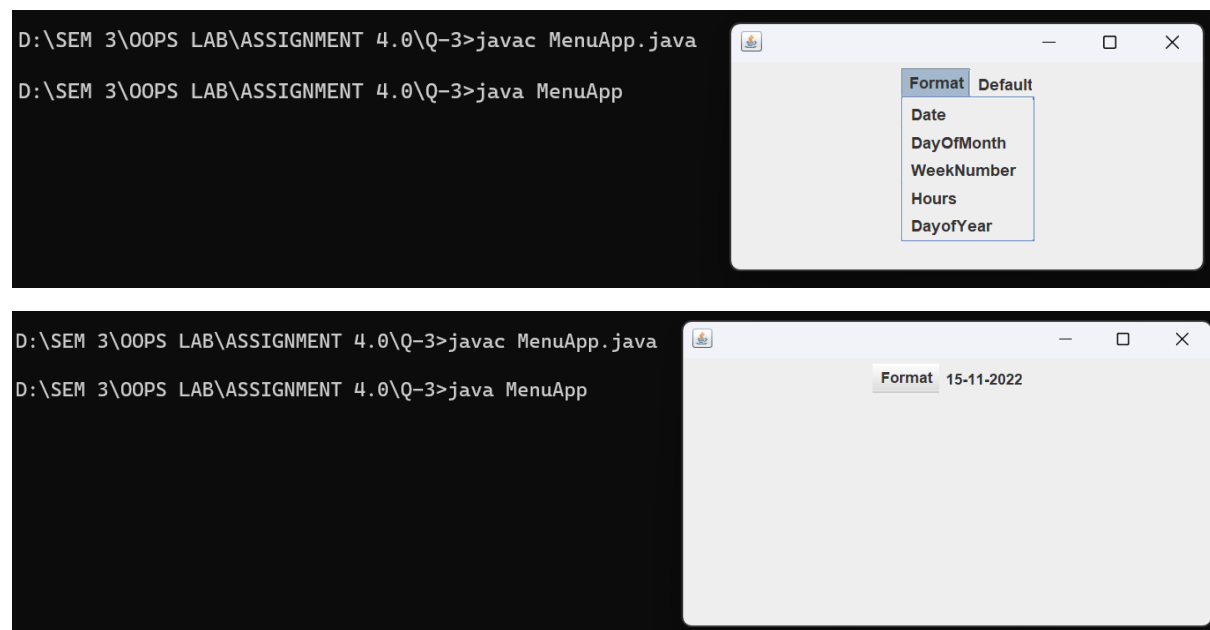 D:\SEM 3\OOPS LAB\ASSIGNMENT 4.0\Q-3>javac MenuApp.java
D:\SEM 3\OOPS LAB\ASSIGNMENT 4.0\Q-3>java MenuApp
Format Default
Date
DayOfMonth
WeekNumber
Hours
DayofYear
D:\SEM 3\OOPS LAB\ASSIGNMENT 4.0\Q-3>javac MenuApp.java
D:\SEM 3\OOPS LAB\ASSIGNMENT 4.0\Q-3>java MenuApp
Format 15-11-2022